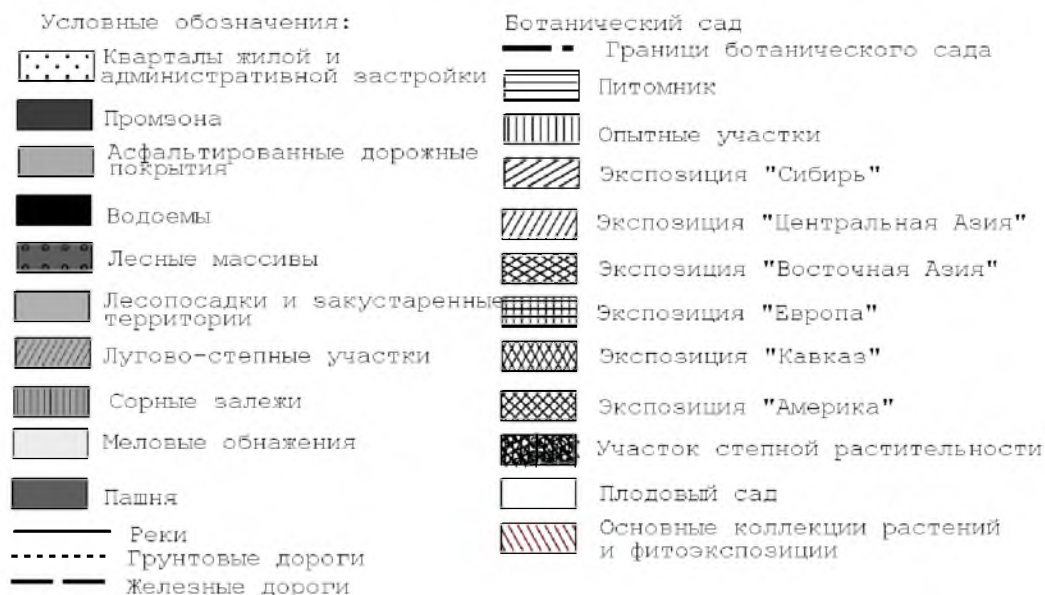 Условные обозначения:
Кварталы жилой и
административной застройки
Промзона
Асфальтированные дорожные
покрытия
Водоемы
Лесные массивы
Лесопосадки и закустаренные
территории
Лугово-степные участки
Сорные залежи
Меловые обнажения
Пашня
Реки
Грунтовые дороги
Железные дороги
Ботанический сад
Граници ботанического сада
Питомник
Опытные участки
Экспозиция "Сибирь"
Экспозиция "Центральная Азия"
Экспозиция "Восточная Азия"
Экспозиция "Европа"
Экспозиция "Кавказ"
Экспозиция "Америка"
Участок степной растительности
Плодовый сад
Основные коллекции растений
и фитоэкспозиции